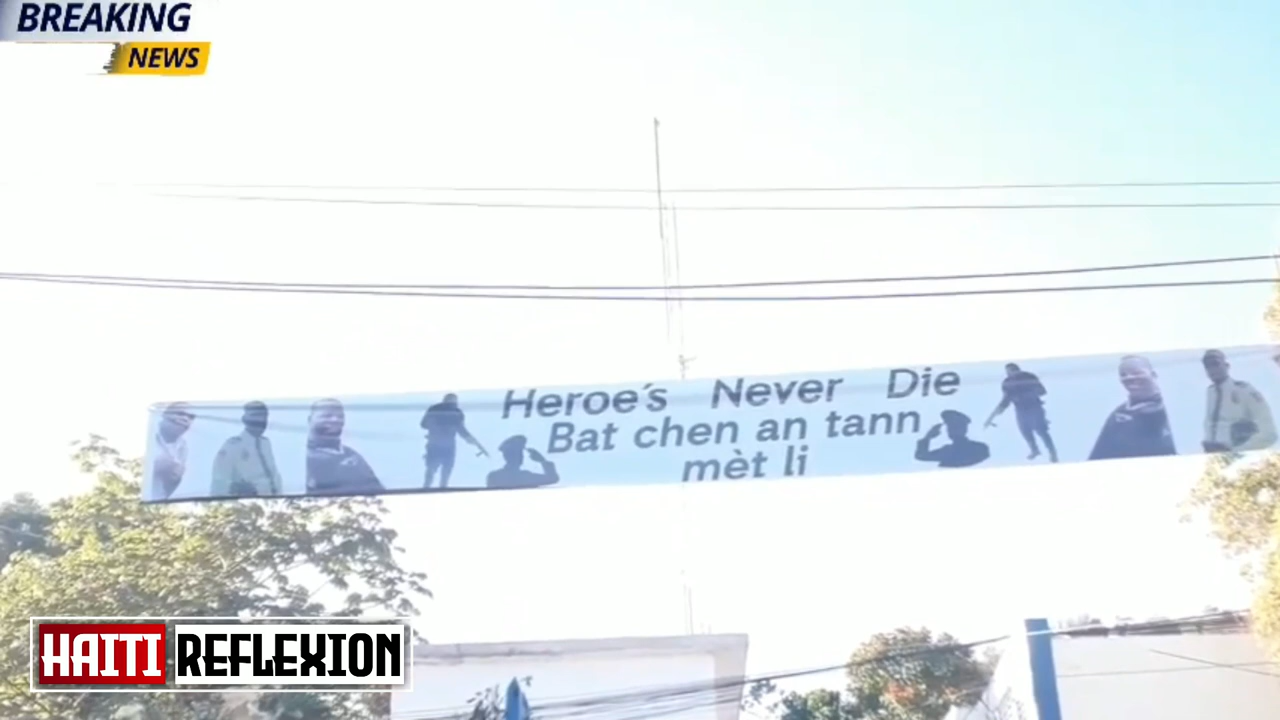 BREAKING
NEWS
Heroe's Never Die
Bat chen an tann
mèt li
HAITI REFLEXION